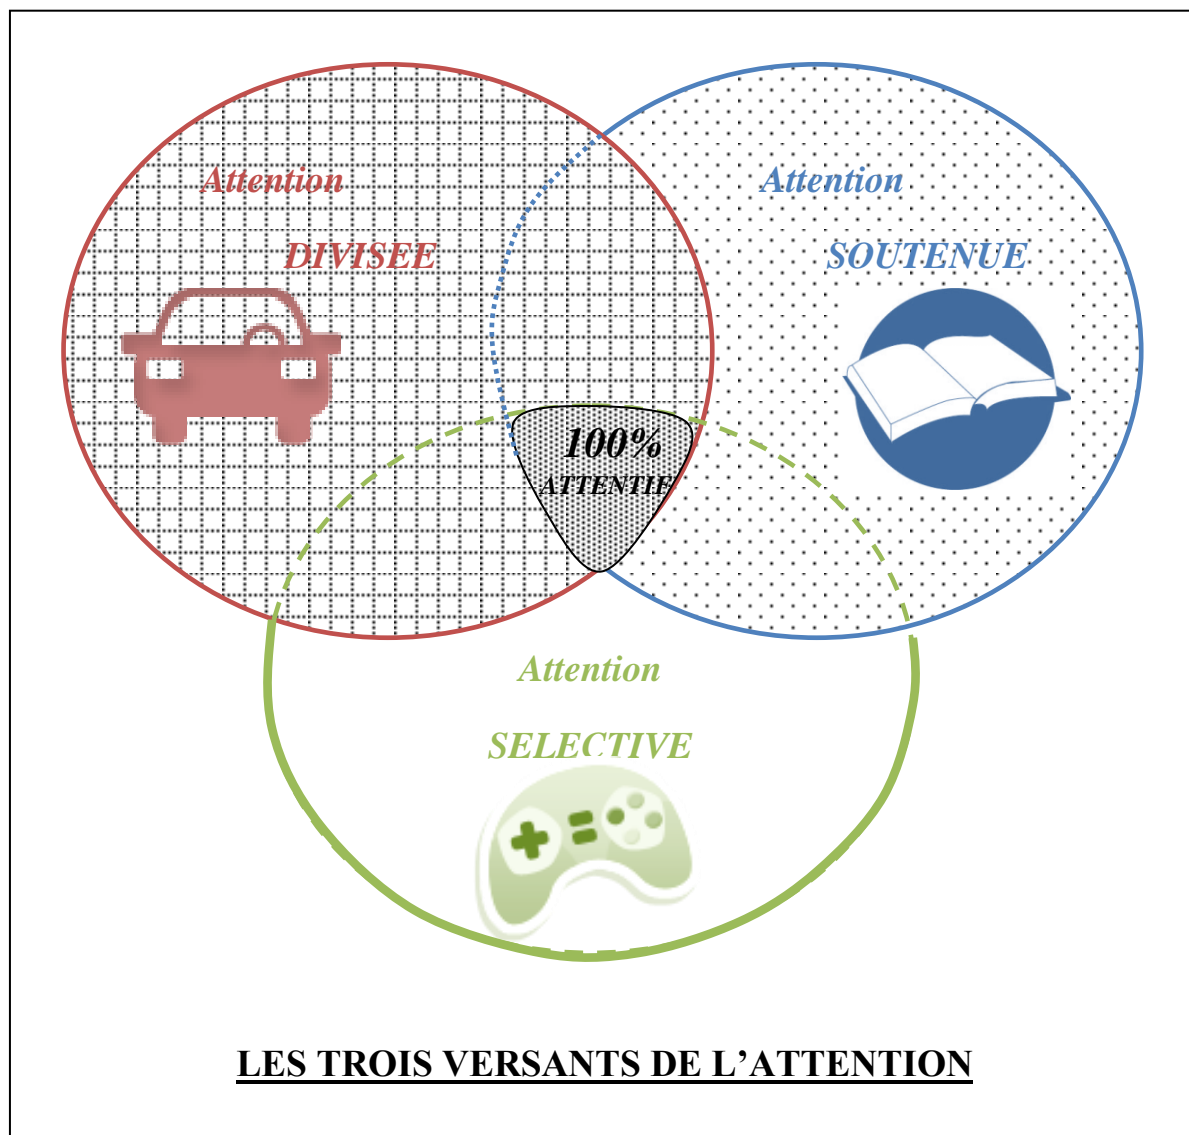 Attention
DIVISEE
Attention
SOUTENUE
100%
ATTENTIF
Attention
SELECTIVE
LES TROIS VERSANTS DE L’ATTENTION